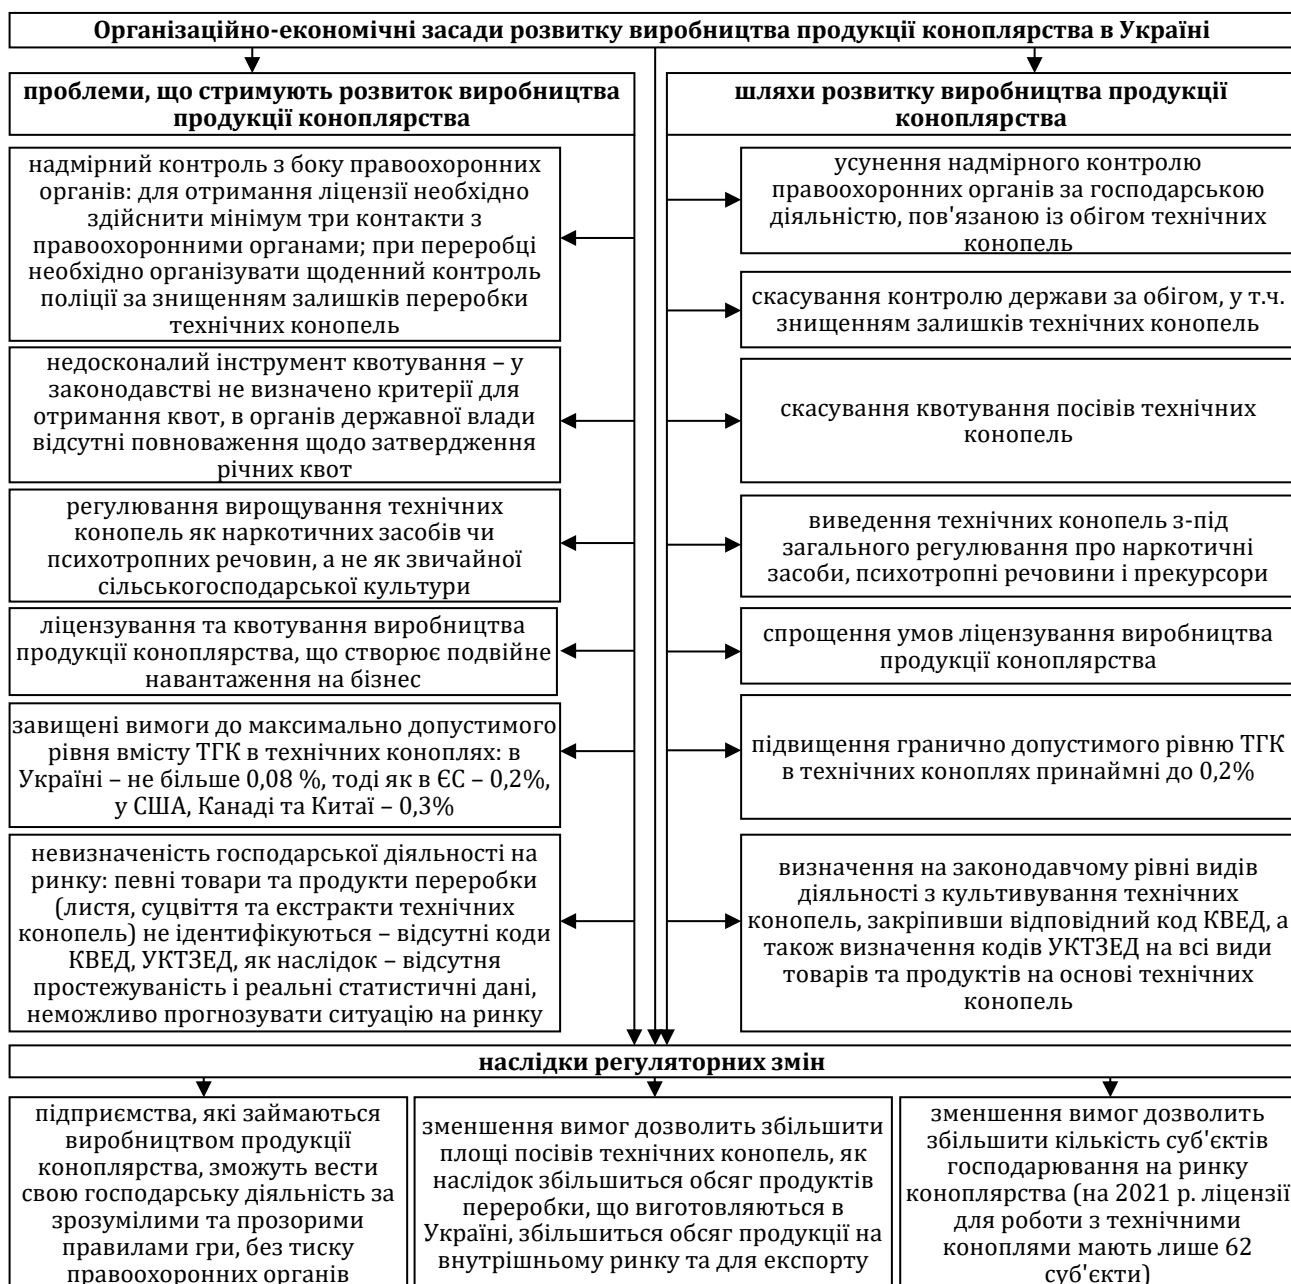 Організаційно-економічні засади розвитку виробництва продукції коноплярства в Україні
проблеми, що стримують розвиток виробництва
продукції коноплярства
надмірний контроль з боку правоохоронних
органів: для отримання ліцензії необхідно
здійснити мінімум три контакти з
правоохоронними органами; при переробці
необхідно організувати щоденний контроль
поліції за знищенням залишків переробки
технічних конопель
недосконалий інструмент квотування – у
законодавстві не визначено критерії для
отримання квот, в органів державної влади
відсутні повноваження щодо затвердження
річних квот
регулювання вирощування технічних
конопель як наркотичних засобів чи
психотропних речовин, а не як звичайної
сільськогосподарської культури
ліцензування та квотування виробництва
продукції коноплярства, що створює подвійне
навантаження на бізнес
завищені вимоги до максимально допустимого
рівня вмісту ТГК в технічних коноплях: в
Україні – не більше 0,08 %, тоді як в ЄС – 0,2%,
у США, Канаді та Китаї – 0,3%
невизначеність господарської діяльності на
ринку: певні товари та продукти переробки
(листя, суцвіття та екстракти технічних
конопель) не ідентифікуються – відсутні коди
КВЕД, УКТЗЕД, як наслідок – відсутня
простежуваність і реальні статистичні дані,
неможливо прогнозувати ситуацію на ринку
шляхи розвитку виробництва продукції
коноплярства
усунення надмірного контролю
правоохоронних органів за господарською
діяльністю, пов'язаною із обігом технічних
конопель
скасування контролю держави за обігом, у т.ч.
знищенням залишків технічних конопель
скасування квотування посівів технічних
конопель
виведення технічних конопель з-під
загального регулювання про наркотичні
засоби, психотропні речовини і прекурсори
спрощення умов ліцензування виробництва
продукції коноплярства
підвищення гранично допустимого рівню ТГК
в технічних коноплях принаймні до 0,2%
визначення на законодавчому рівні видів
діяльності з культивування технічних
конопель, закріпивши відповідний код КВЕД, а
також визначення кодів УКТЗЕД на всі види
товарів та продуктів на основі технічних
конопель
наслідки регуляторних змін
підприємства, які займаються
виробництвом продукції
коноплярства, зможуть вести
свою господарську діяльність за
зрозумілими та прозорими
правилами гри, без тиску
правоохоронних органів
зменшення вимог дозволить збільшити
площі посівів технічних конопель, як
наслідок збільшиться обсяг продуктів
переробки, що виготовляються в
Україні, збільшиться обсяг продукції на
внутрішньому ринку та для експорту
зменшення вимог дозволить
збільшити кількість суб'єктів
господарювання на ринку
коноплярства (на 2021 р. ліцензії
для роботи з технічними
коноплями мають лише 62
суб'єкти)